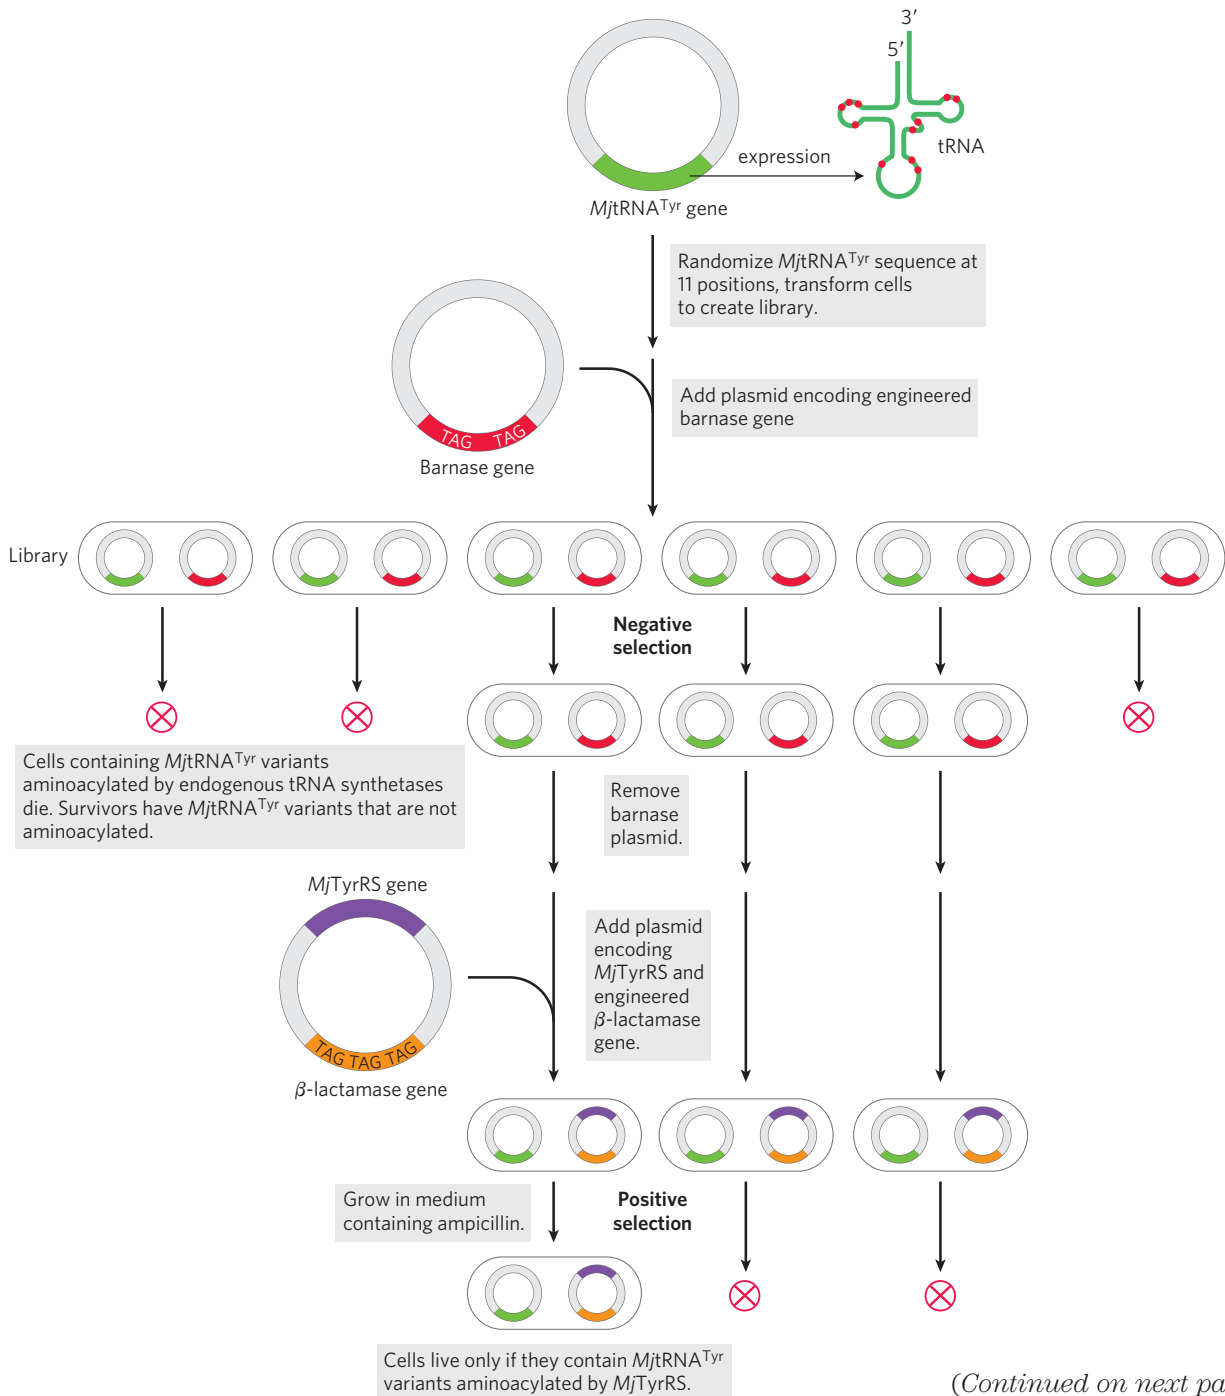 3′
5′
tRNA
expression
MjtRNATyr gene
Randomize MjtRNATyr sequence at
11 positions, transform cells
to create library.
TAG TAG
Barnase gene
Add plasmid encoding engineered
barnase gene
Library
Negative
selection
Cells containing MjtRNATyr variants
aminoacylated by endogenous tRNA synthetases
die. Survivors have MjtRNATyr variants that are not
aminoacylated.
Remove
barnase
plasmid.
MjTyrRS gene
TAG TAG TAG
β-lactamase gene
Add plasmid
encoding
MjTyrRS and
engineered
β-lactamase
gene.
Grow in medium
containing ampicillin.
Positive
selection
Cells live only if they contain MjtRNATyr
variants aminoacylated by MjTyrRS.
(Continued on next pa